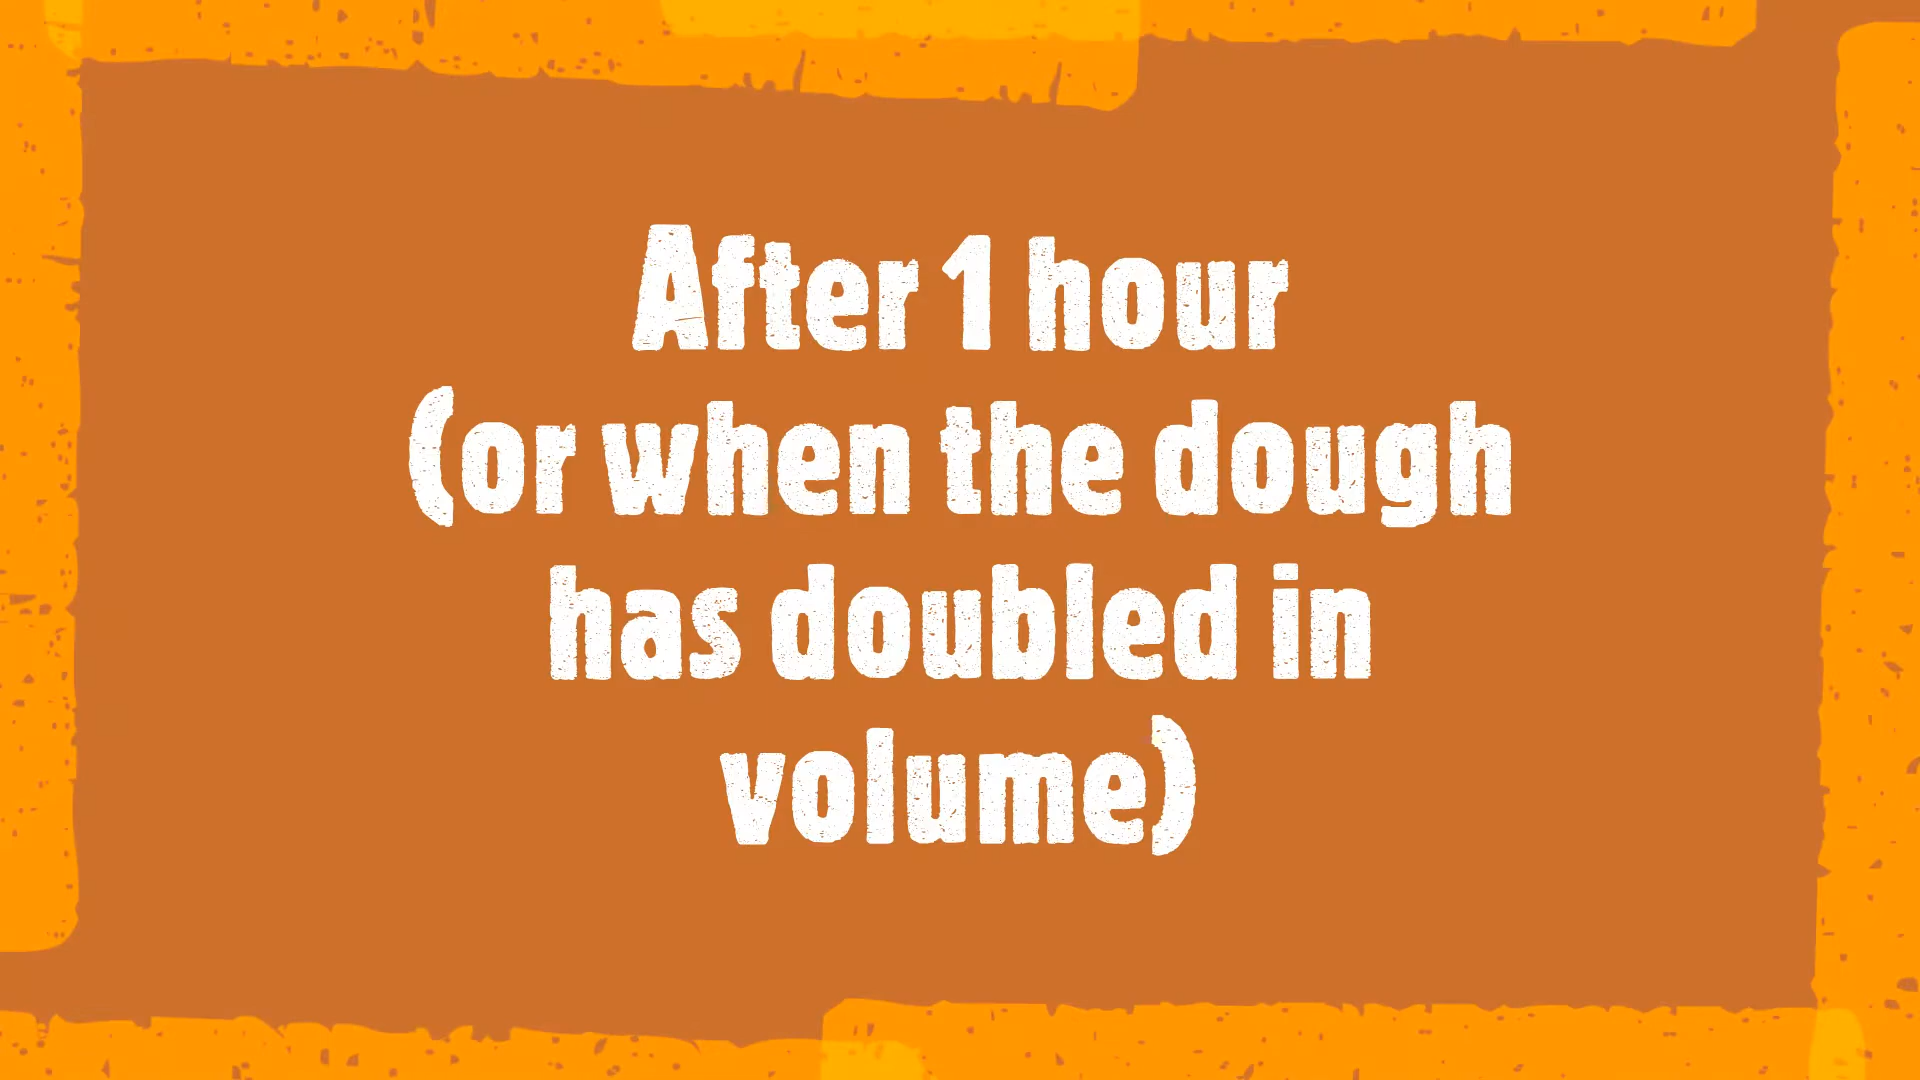 After 1 hour
(or when the dough
has doubled in
volume)